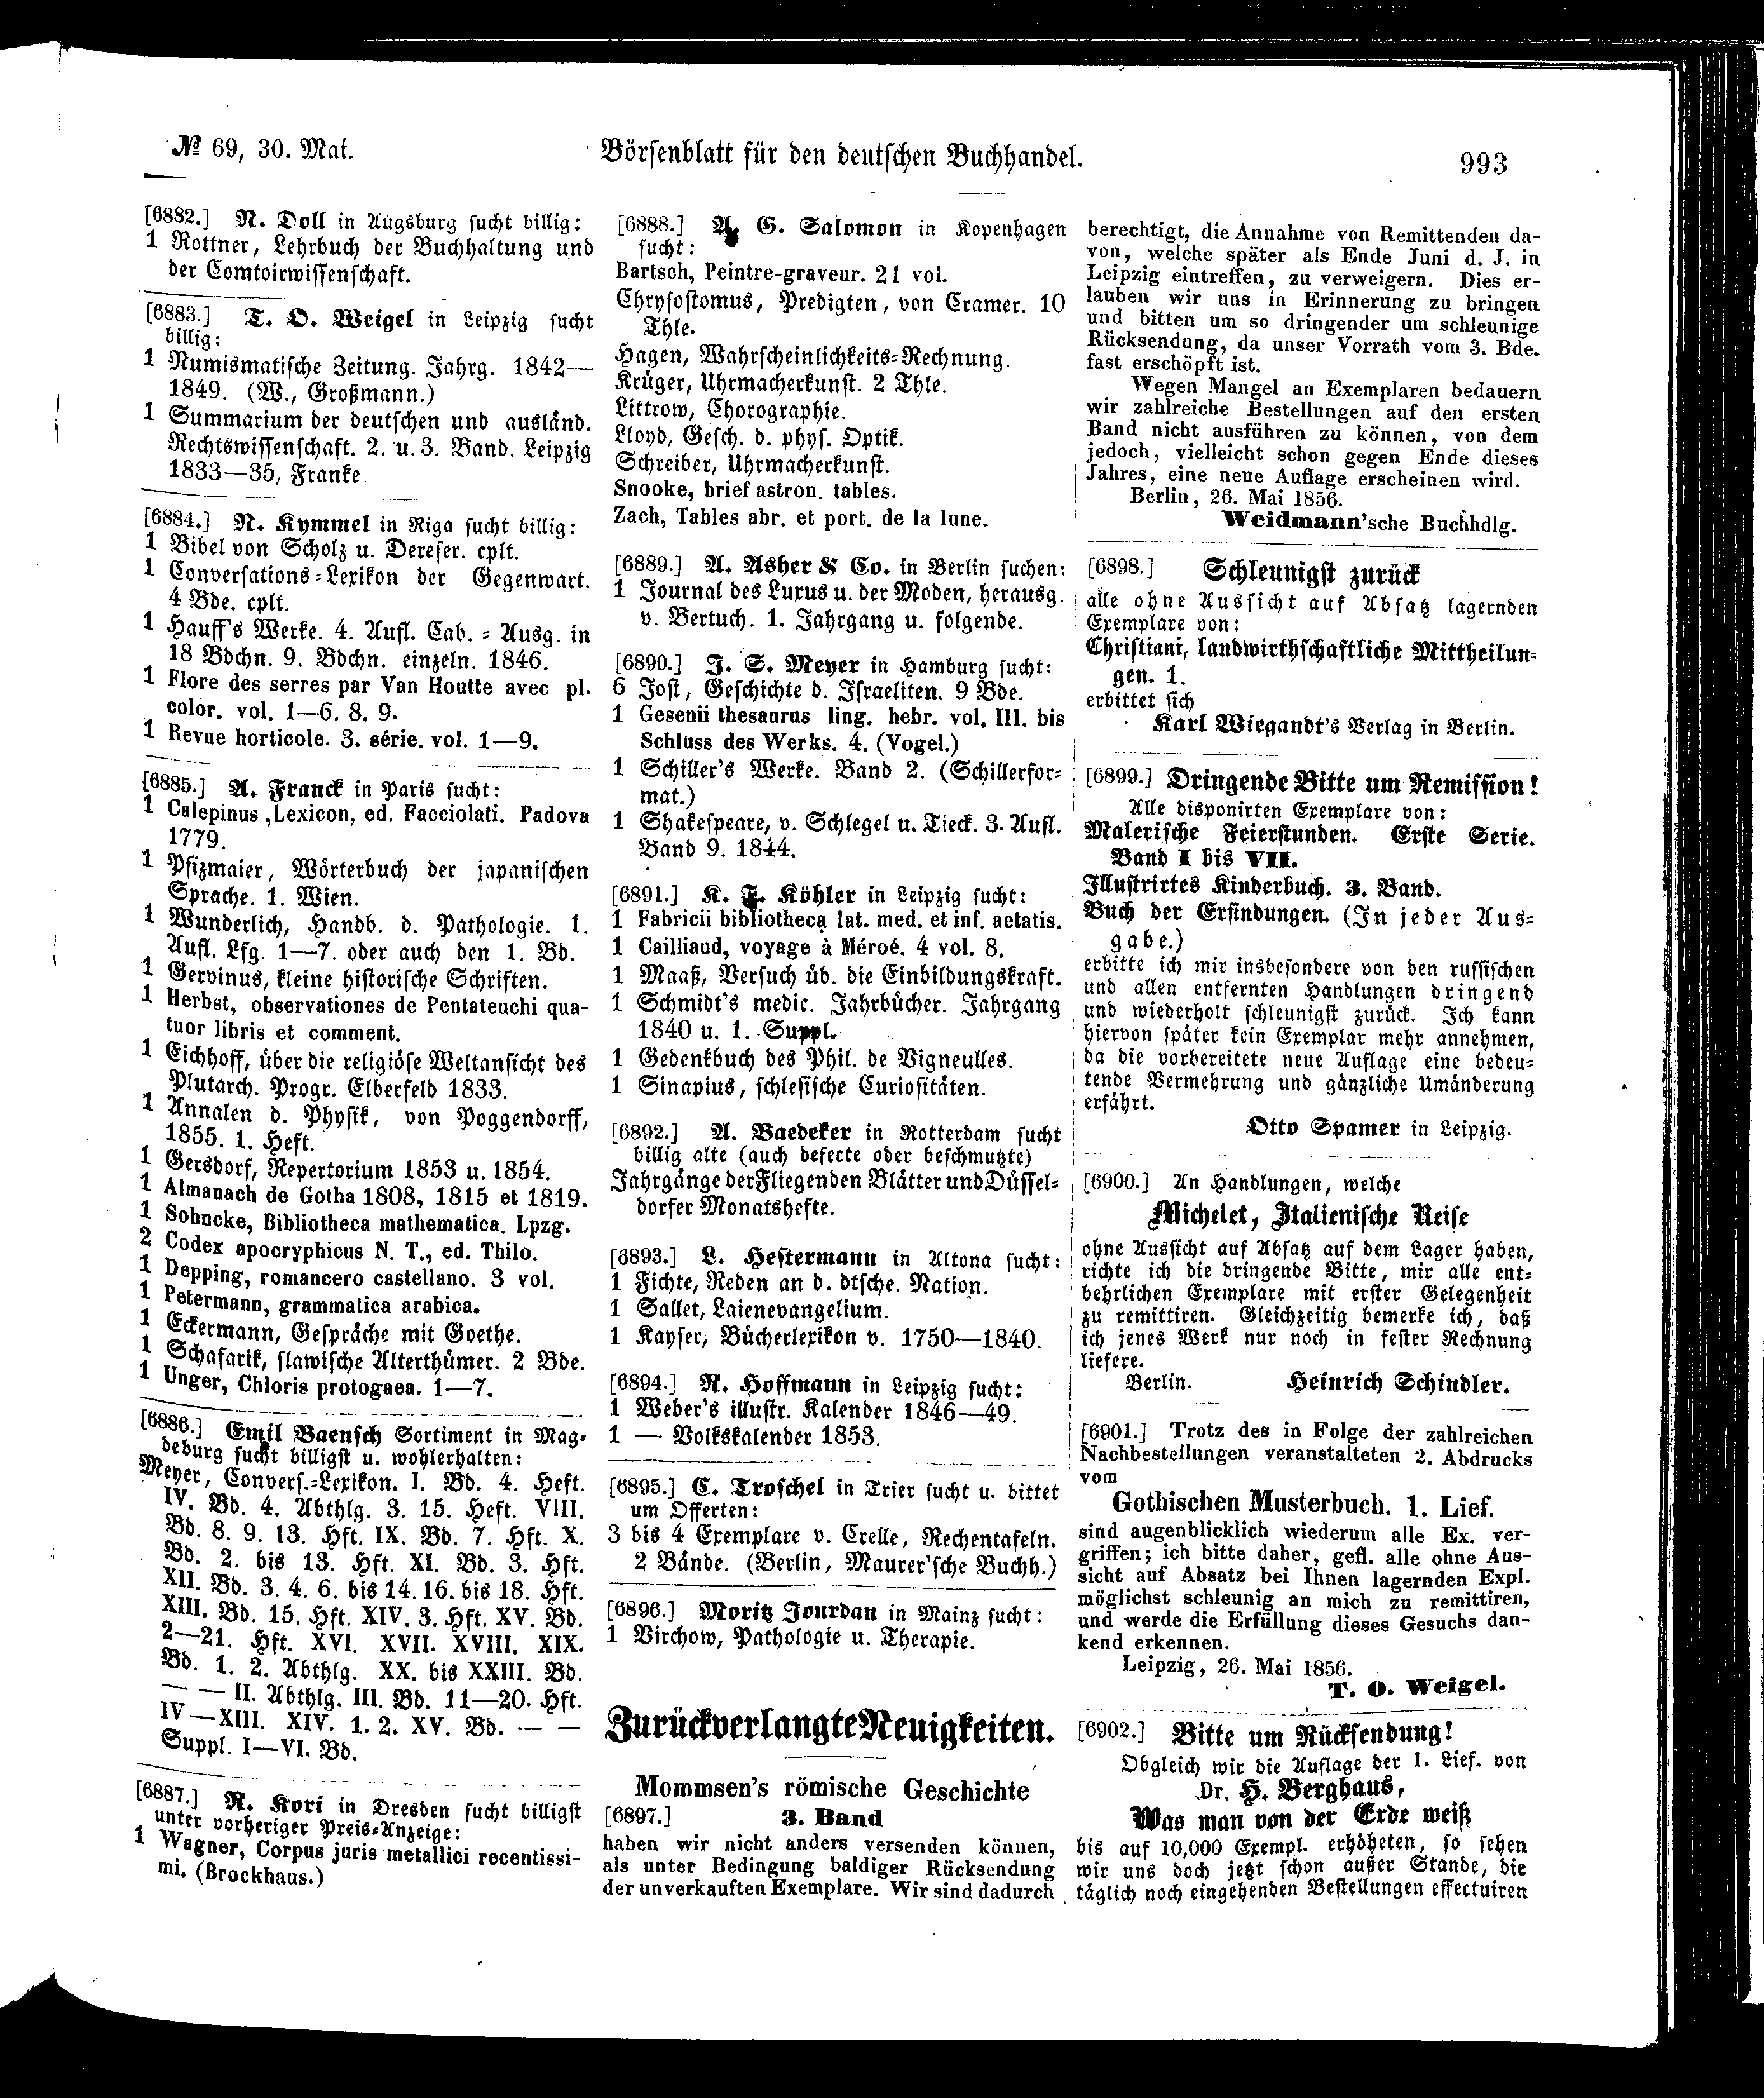 № 69, 30. Mai.
Börsenblatt für den deutschen Buchhandel.
993
[6882.] N. Doll in Augsburg sucht billig:
1 Rottner, Lehrbuch der Buchhaltung und
der Comtoirwissenschaft.
[6883.] T. O. Weigel in Leipzig sucht
billig:
1 Numismatische Zeitung. Jahrg. 1842—
1849. (W., Großmann.)
1 Summarium der deutschen und ausländ.
Rechtswissenschaft. 2. u. 3. Band. Leipzig
1833—35, Franke.
[6884.] N. Kymmel in Riga sucht billig:
1 Bibel von Scholz u. Dereser. cplt.
1 Conversations-Lexikon der Gegenwart.
4 Bde. cplt.
1 Hauff's Werke. 4. Aufl. Cab.-Ausg. in
18 Bdchn. 9. Bdchn. einzeln. 1846.
1 Flore des serres par Van Houtte avec pl.
color. vol. 1—6. 8. 9.
1 Revue horticole. 3. série. vol. 1—9.
[6885.] A. Franck in Paris sucht:
1 Calepinus, Lexicon, ed. Facciolati. Padova
1779.
1 Pfizmaier, Wörterbuch der japanischen
Sprache. 1. Wien.
1 Wunderlich, Handb. d. Pathologie. 1.
Aufl. Lfg. 1—7. oder auch den 1. Bd.
1 Gervinus, kleine historische Schriften.
1 Herbst, observationes de Pentateuchi qua-
tuor libris et comment.
1 Eichhoff, über die religiöse Weltansicht des
Plutarch. Progr. Elberfeld 1833.
1 Annalen d. Physik, von Poggendorff,
1855. 1. Heft.
1 Gersdorf, Repertorium 1853 u. 1854.
1 Almanach de Gotha 1808, 1815 et 1819.
1 Sohncke, Bibliotheca mathematica. Lpzg.
2 Codex apocryphicus N. T., ed. Thilo.
1 Depping, romancero castellano. 3 vol.
1 Petermann, grammatica arabica.
1 Eckermann, Gespräche mit Goethe.
1 Schafarik, slawische Alterthümer. 2 Bde.
1 Unger, Chloris protogaea. 1—7.
[6886.] Emil Baensch Sortiment in Mag-
deburg sucht billigst u. wohlerhalten:
Meyer, Convers.-Lexikon. I. Bd. 4. Heft.
IV. Bd. 4. Abthlg. 3. 15. Heft. VIII.
Bd. 8. 9. 13. Hft. IX. Bd. 7. Hft. X.
Bd. 2. bis 13. Hft. XI. Bd. 3. Hft.
XII. Bd. 3. 4. 6. bis 14. 16. bis 18. Hft.
XIII. Bd. 15. Hft. XIV. 3. Hft. XV. Bd.
2—21. Hft. XVI. XVII. XVIII. XIX.
Bd. 1. 2. Abthlg. XX. bis XXIII. Bd.
— — II. Abthlg. III. Bd. 11—20. Hft.
IV—XIII. XIV. 1. 2. XV. Bd. — —
Suppl. I—VI. Bd.
[6887.] R. Kori in Dresden sucht billigst
unter vorheriger Preis-Anzeige:
1 Wagner, Corpus juris metallici recentissi-
mi. (Brockhaus.)
[6888.] A. G. Salomon in Kopenhagen
sucht:
Bartsch, Peintre-graveur. 21 vol.
Chrysostomus, Predigten, von Cramer. 10
Thle.
Hagen, Wahrscheinlichkeits-Rechnung.
Krüger, Uhrmacherkunst. 2 Thle.
Littrow, Chorographie.
Lloyd, Gesch. d. phys. Optik.
Schreiber, Uhrmacherkunst.
Snooke, brief astron. tables.
Zach, Tables abr. et port. de la lune.
[6889.] A. Asher & Co. in Berlin suchen:
1 Journal des Luxus u. der Moden, herausg.
v. Bertuch. 1. Jahrgang u. folgende.
[6890.] J. S. Meyer in Hamburg sucht:
6 Jost, Geschichte d. Israeliten. 9 Bde.
1 Gesenii thesaurus ling. hebr. vol. III. bis
Schluss des Werks. 4. (Vogel.)
1 Schiller's Werke. Band 2. (Schillerfor-
mat.)
1 Shakespeare, v. Schlegel u. Tieck. 3. Aufl.
Band 9. 1844.
[6891.] K. F. Köhler in Leipzig sucht:
1 Fabricii bibliotheca lat. med. et inf. aetatis.
1 Cailliaud, voyage à Méroé. 4 vol. 8.
1 Maaß, Versuch üb. die Einbildungskraft.
1 Schmidt's medic. Jahrbücher. Jahrgang
1840 u. 1. Suppl.
1 Gedenkbuch des Phil. de Vigneulles.
1 Sinapius, schlesische Curiositäten.
[6892.] A. Baedeker in Rotterdam sucht
billig alte (auch defecte oder beschmutzte)
Jahrgänge der Fliegenden Blätter und Düssel-
dorfer Monatshefte.
[6893.] L. Hestermann in Altona sucht:
1 Fichte, Reden an d. dtsche. Nation.
1 Sallet, Laienevangelium.
1 Kayser, Bücherlexikon v. 1750—1840.
[6894.] R. Hoffmann in Leipzig sucht:
1 Weber's illustr. Kalender 1846—49.
1 — Volkskalender 1853.
[6895.] C. Troschel in Trier sucht u. bittet
um Offerten:
3 bis 4 Exemplare v. Crelle, Rechentafeln.
2 Bände. (Berlin, Maurer'sche Buchh.)
[6896.] Moritz Jourdan in Mainz sucht:
1 Virchow, Pathologie u. Therapie.
Zurückverlangte Neuigkeiten.
Mommsen's römische Geschichte
[6897.] 3. Band
haben wir nicht anders versenden können,
als unter Bedingung baldiger Rücksendung
der unverkauften Exemplare. Wir sind dadurch
berechtigt, die Annahme von Remittenden da-
von, welche später als Ende Juni d. J. in
Leipzig eintreffen, zu verweigern. Dies er-
lauben wir uns in Erinnerung zu bringen
und bitten um so dringender um schleunige
Rücksendung, da unser Vorrath vom 3. Bde.
fast erschöpft ist.
Wegen Mangel an Exemplaren bedauern
wir zahlreiche Bestellungen auf den ersten
Band nicht ausführen zu können, von dem
jedoch, vielleicht schon gegen Ende dieses
Jahres, eine neue Auflage erscheinen wird.
Berlin, 26. Mai 1856.
Weidmann'sche Buchhdlg.
[6898.] Schleunigst zurück
alle ohne Aussicht auf Absatz lagernden
Exemplare von:
Christiani, landwirthschaftliche Mittheilun-
gen. 1.
erbittet sich
Karl Wiegandt's Verlag in Berlin.
[6899.] Dringende Bitte um Remission!
Alle disponirten Exemplare von:
Malerische Feierstunden. Erste Serie.
Band I bis VII.
Illustrirtes Kinderbuch. 3. Band.
Buch der Erfindungen. (In jeder Aus-
gabe.)
erbitte ich mir insbesondere von den russischen
und allen entfernten Handlungen dringend
und wiederholt schleunigst zurück. Ich kann
hiervon später kein Exemplar mehr annehmen,
da die vorbereitete neue Auflage eine bedeu-
tende Vermehrung und gänzliche Umänderung
erfährt.
Otto Spamer in Leipzig.
[6900.] An Handlungen, welche
Michelet, Italienische Reise
ohne Aussicht auf Absatz auf dem Lager haben,
richte ich die dringende Bitte, mir alle ent-
behrlichen Exemplare mit erster Gelegenheit
zu remittiren. Gleichzeitig bemerke ich, daß
ich jenes Werk nur noch in fester Rechnung
liefere.
Berlin. Heinrich Schindler.
[6901.] Trotz des in Folge der zahlreichen
Nachbestellungen veranstalteten 2. Abdrucks
vom
Gothischen Musterbuch. 1. Lief.
sind augenblicklich wiederum alle Ex. ver-
griffen; ich bitte daher, gefl. alle ohne Aus-
sicht auf Absatz bei Ihnen lagernden Expl.
möglichst schleunig an mich zu remittiren,
und werde die Erfüllung dieses Gesuchs dan-
kend erkennen.
Leipzig, 26. Mai 1856.
T. O. Weigel.
[6902.] Bitte um Rücksendung!
Obgleich wir die Auflage der 1. Lief. von
Dr. H. Berghaus,
Was man von der Erde weiß
bis auf 10,000 Exempl. erhöheten, so sehen
wir uns doch jetzt schon außer Stande, die
täglich noch eingehenden Bestellungen effectuiren